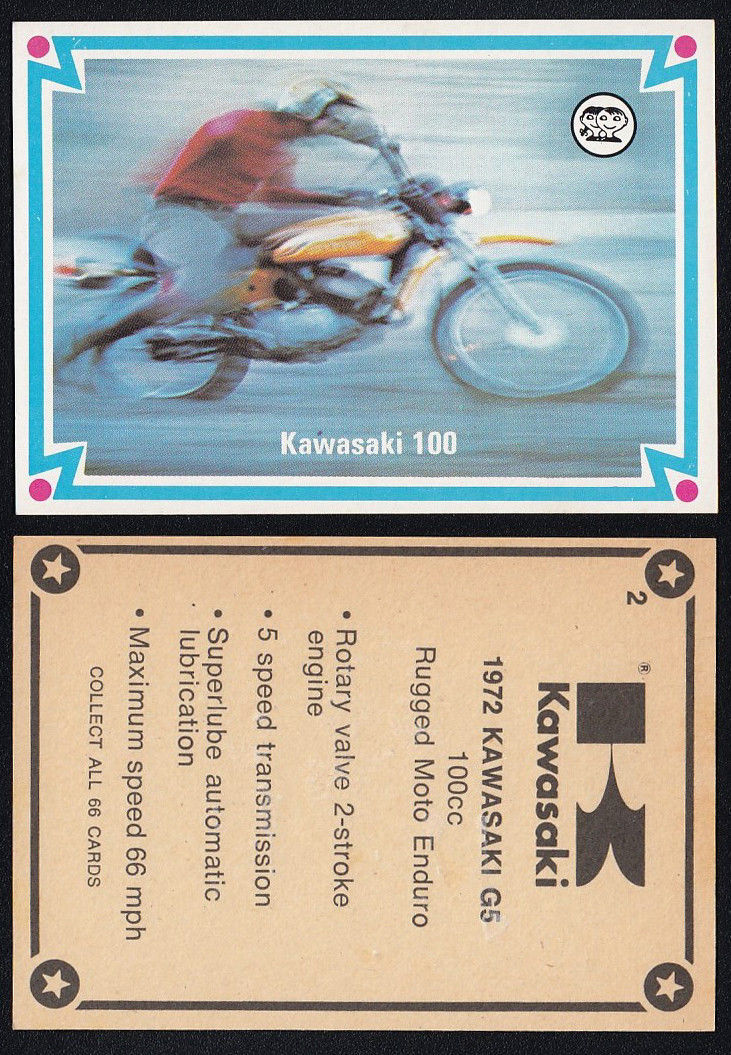 Kawasaki 100
2
®
Kawasaki
1972 KAWASAKI G5
100cc
Rugged Moto Enduro
• Rotary valve 2-stroke
engine
• 5 speed transmission
• Superlube automatic
lubrication
• Maximum speed 66 mph
COLLECT ALL 66 CARDS